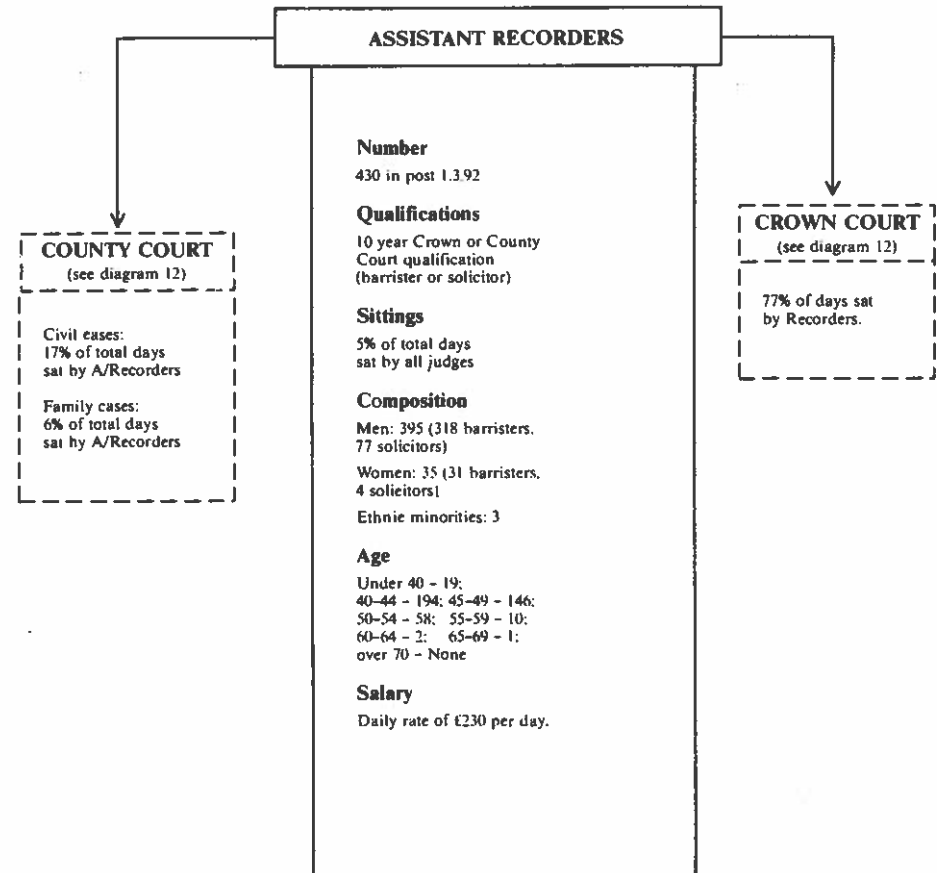 ASSISTANT RECORDERS
Number
430 in post 1.3.92
Qualifications
10 year Crown or County
Court qualification
(barrister or solicitor)
Sittings
5% of total days
sat by all judges
Composition
Men: 395 (318 barristers,
77 solicitors)
Women: 35 (31 barristers,
4 solicitors)
Ethnic minorities: 3
Age
Under 40 – 19;
40–44 – 194; 45–49 – 146;
50–54 – 58; 55–59 – 10;
60–64 – 2; 65–69 – 1;
over 70 – None
Salary
Daily rate of £230 per day.
COUNTY COURT
(see diagram 12)
Civil cases:
17% of total days
sat by A/Recorders
Family cases:
6% of total days
sat by A/Recorders
CROWN COURT
(see diagram 12)
77% of days sat
by Recorders.